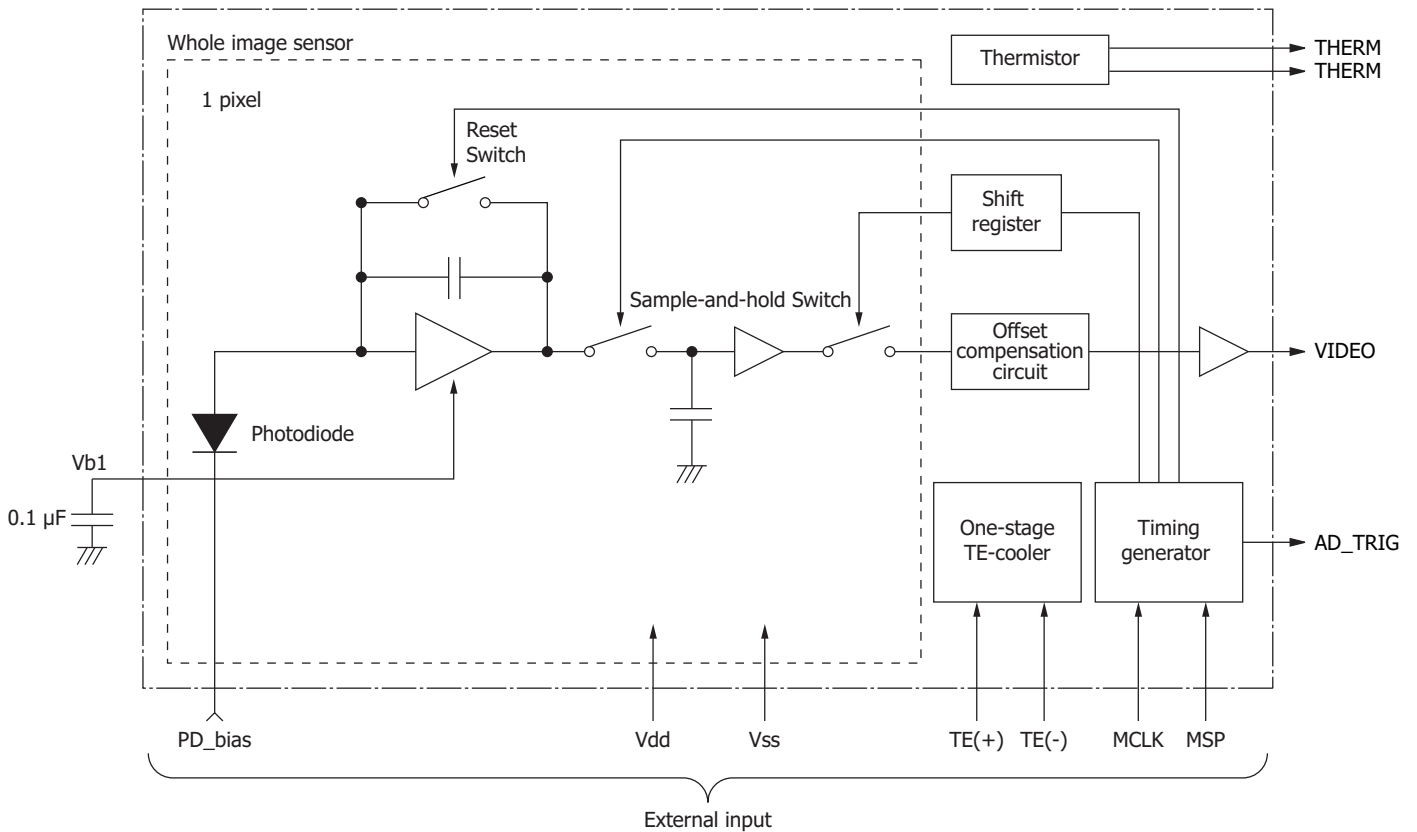 Whole image sensor
1 pixel
Thermistor
THERM
THERM
Reset
Switch
Shift
register
Sample-and-hold Switch
Offset
compensation
circuit
VIDEO
Photodiode
Vb1
0.1 µF
One-stage
TE-cooler
Timing
generator
AD_TRIG
PD_bias
Vdd
Vss
TE(+)
TE(-)
MCLK
MSP
External input